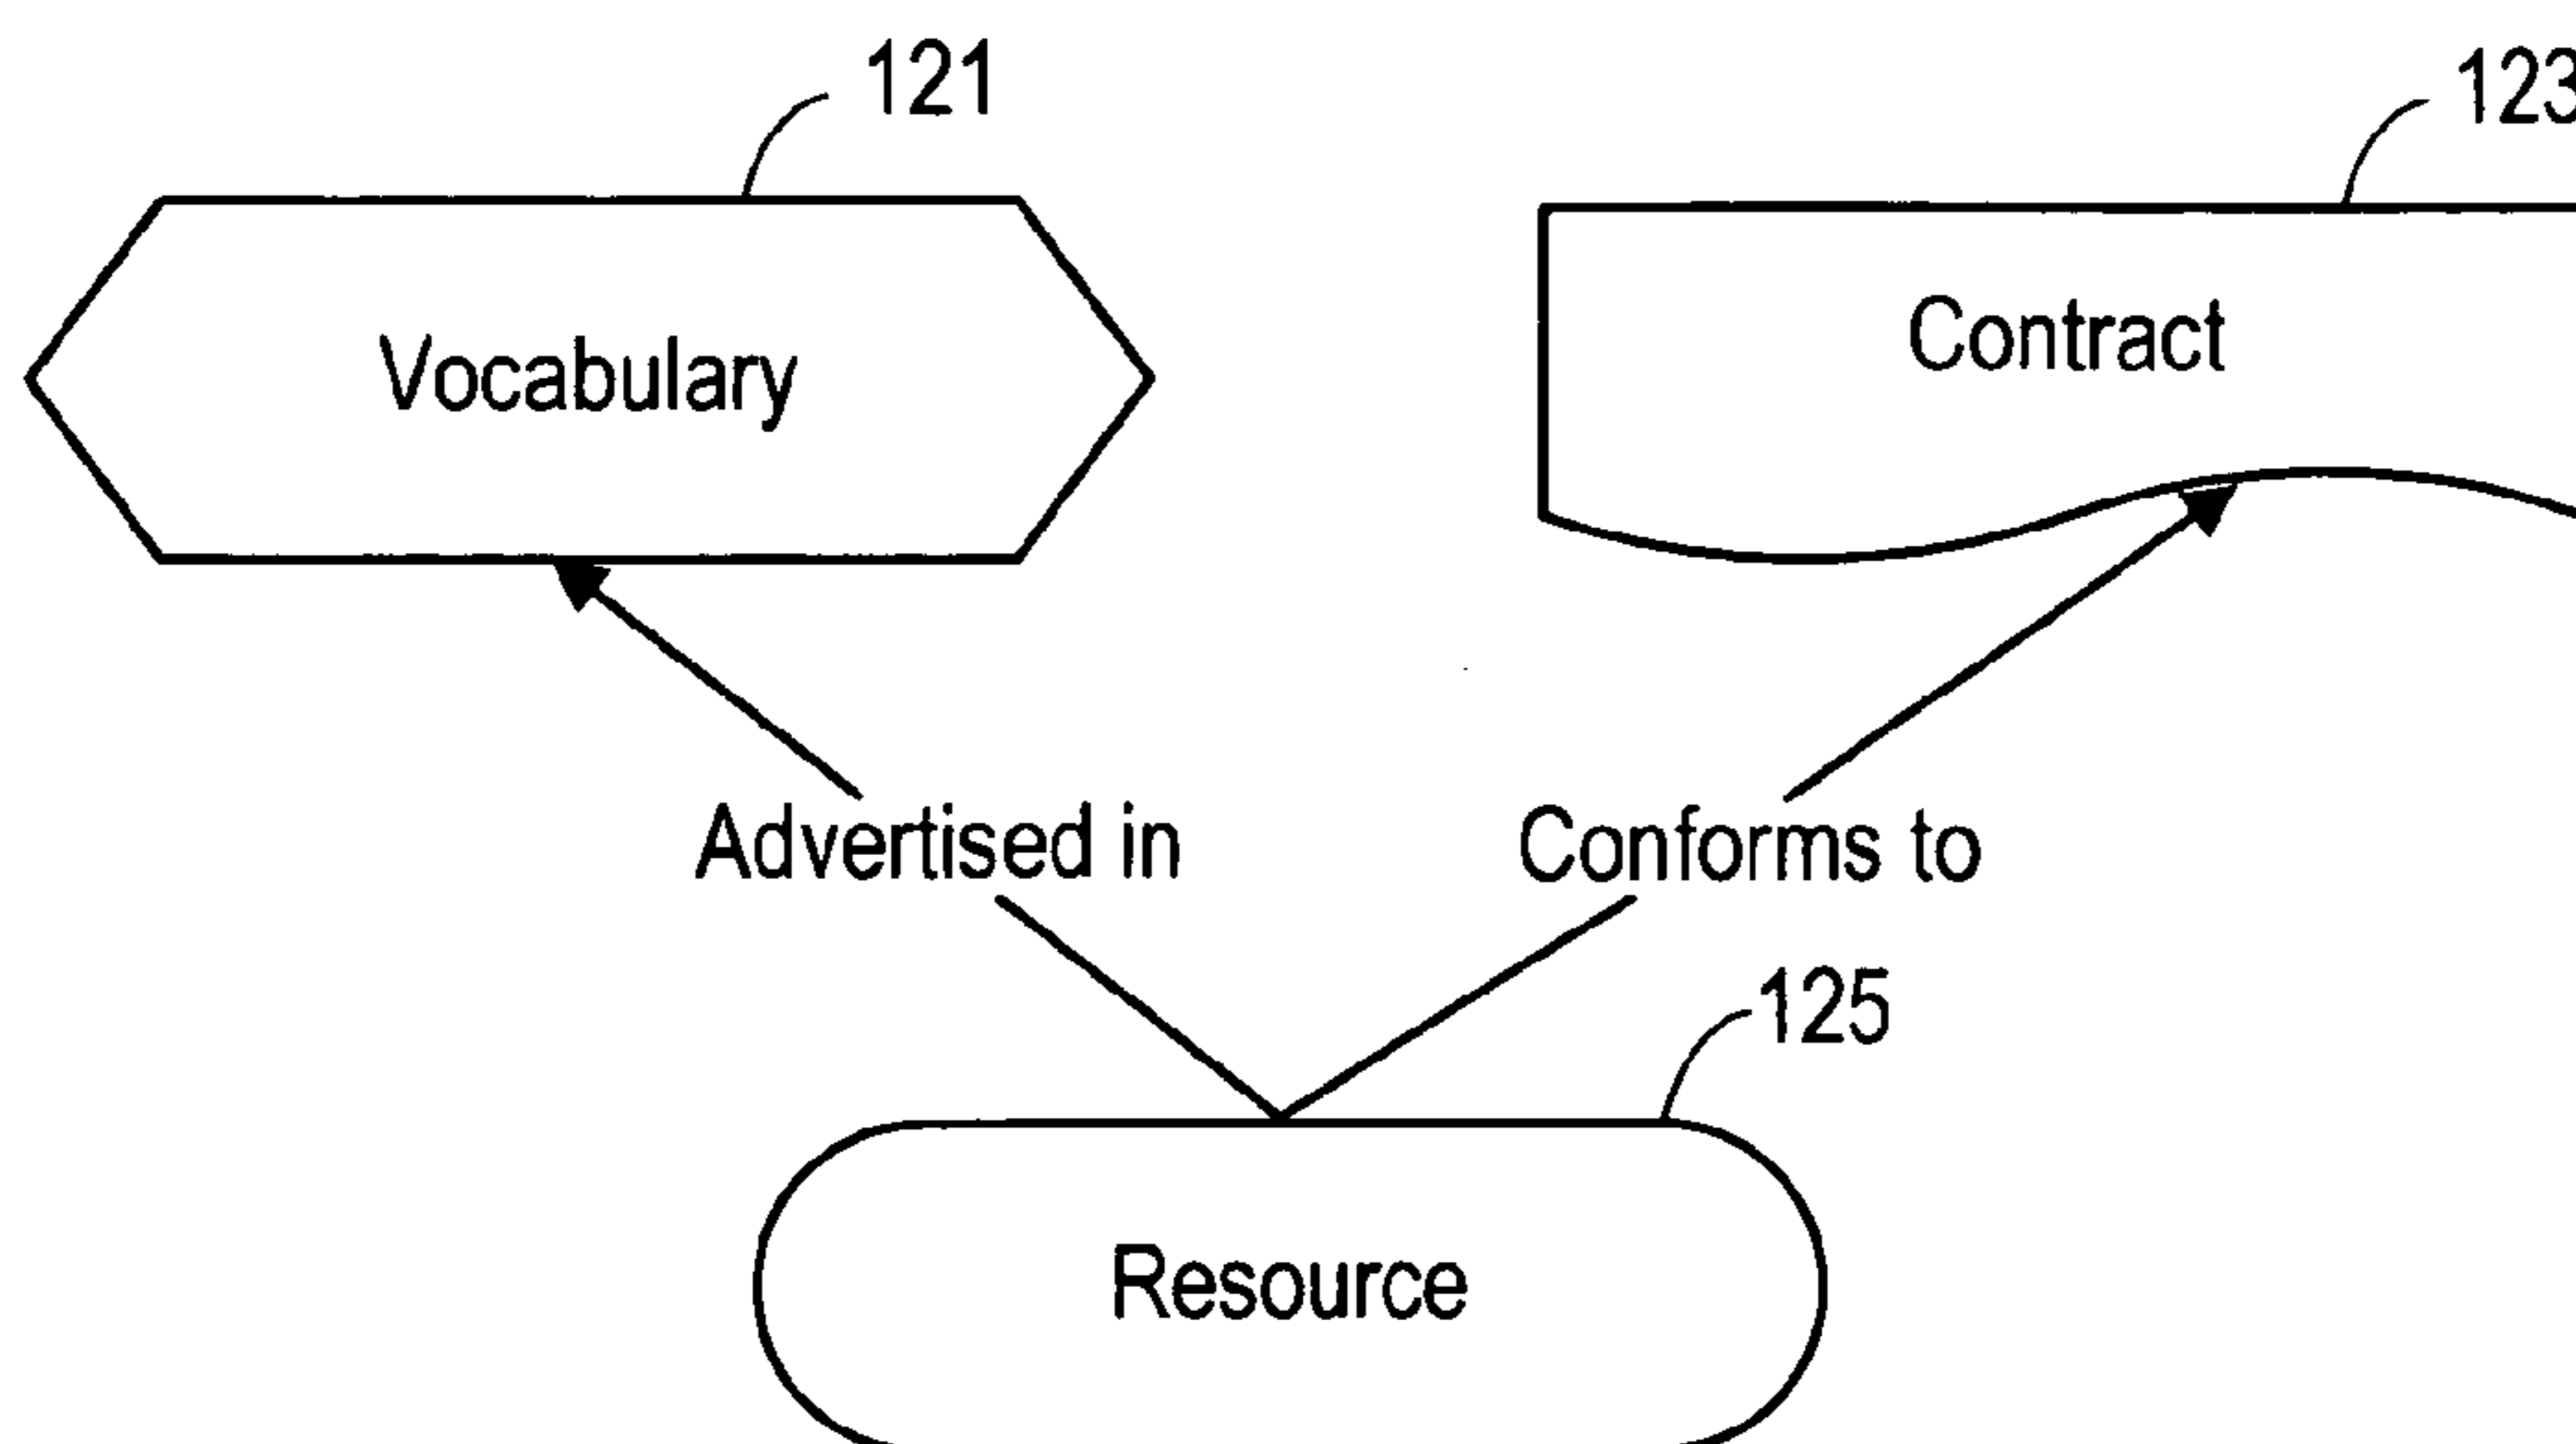 121
123
Vocabulary
Contract
Advertised in
Conforms to
125
Resource